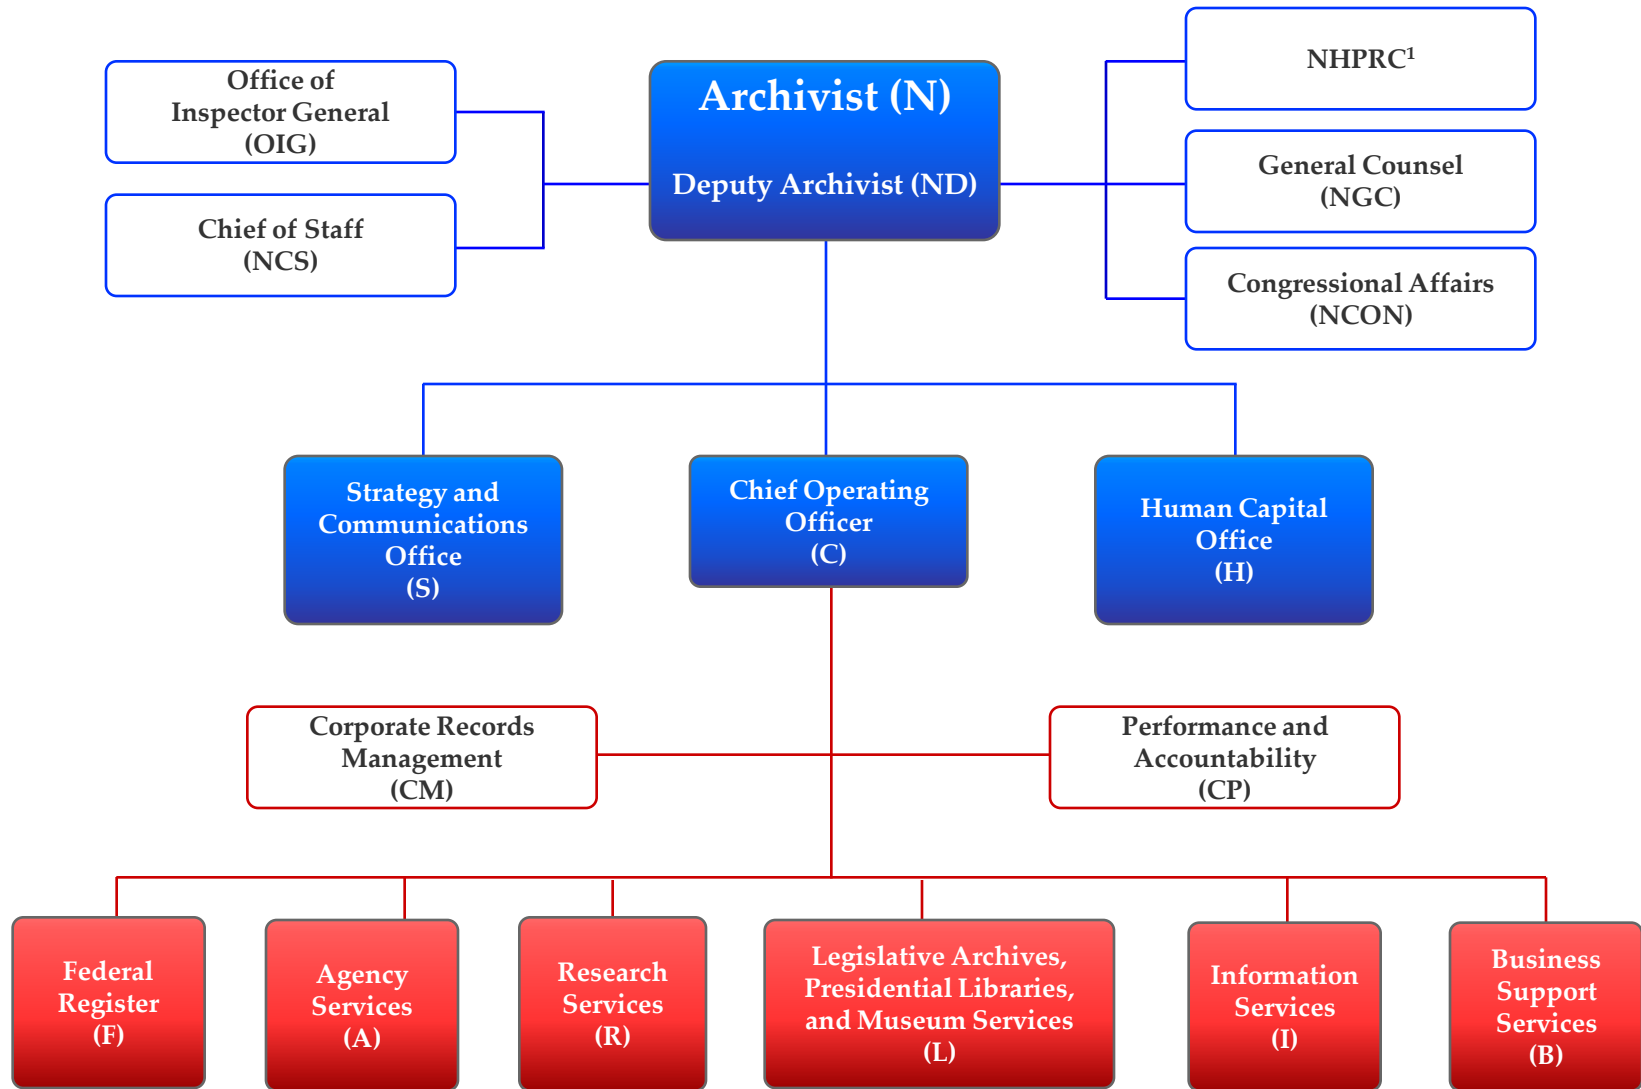 Office of
Inspector General
(OIG)
Chief of Staff
(NCS)
Archivist (N)
Deputy Archivist (ND)
NHPRC¹
General Counsel
(NGC)
Congressional Affairs
(NCON)
Strategy and
Communications
Office
(S)
Chief Operating
Officer
(C)
Human Capital
Office
(H)
Corporate Records
Management
(CM)
Performance and
Accountability
(CP)
Federal
Register
(F)
Agency
Services
(A)
Research
Services
(R)
Legislative Archives,
Presidential Libraries,
and Museum Services
(L)
Information
Services
(I)
Business
Support
Services
(B)